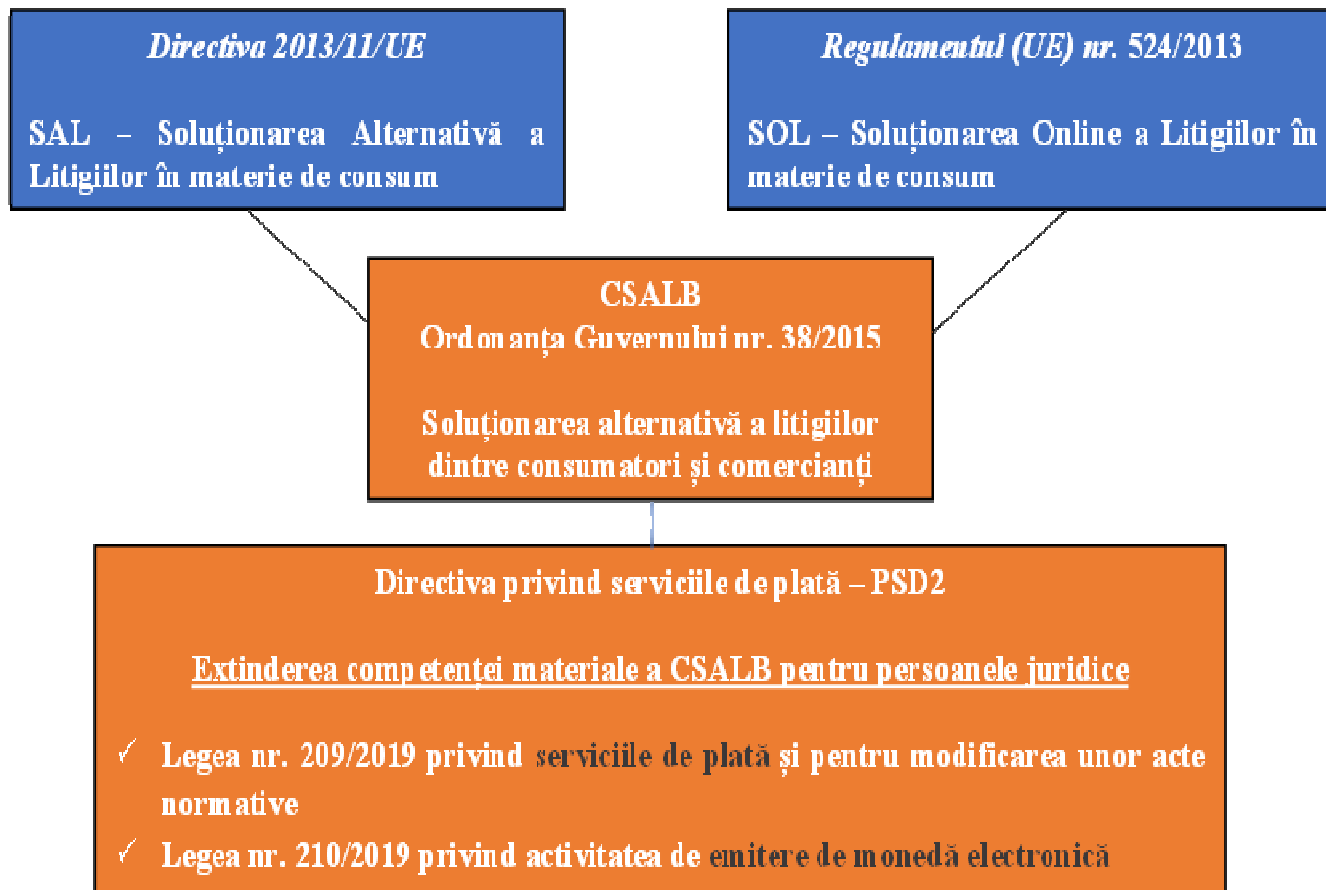 Directiva 2013/11/UE
SAL – Soluționarea Alternativă a
Litigiilor în materie de consum
Regulamentul (UE) nr. 524/2013
SOL – Soluționarea Online a Litigiilor în
materie de consum
CSALB
Ordonanța Guvernului nr. 38/2015
Soluționarea alternativă a litigiilor
dintre consumatori și comercianți
Directiva privind serviciile de plată – PSD2
Extinderea competenței materiale a CSALB pentru persoanele juridice
✓ Legea nr. 209/2019 privind serviciile de plată și pentru modificarea unor acte
normative
✓ Legea nr. 210/2019 privind activitatea de emitere de monedă electronică